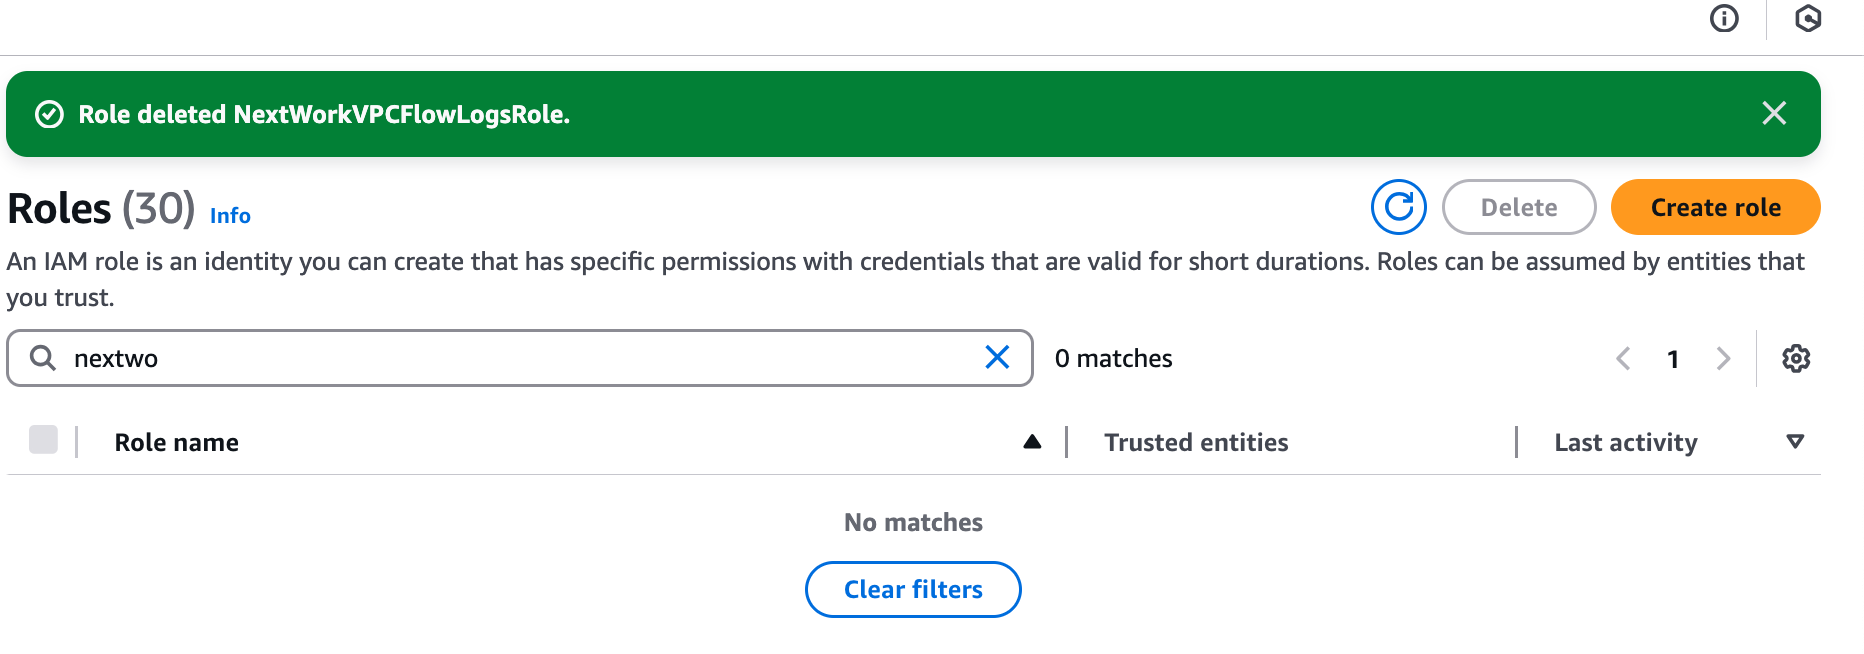 Role deleted NextWorkVPCFlowLogsRole.
Roles (30) Info
Delete
Create role
An IAM role is an identity you can create that has specific permissions with credentials that are valid for short durations. Roles can be assumed by entities that
you trust.
nextwo
0 matches
1
Role name
Trusted entities
Last activity
No matches
Clear filters